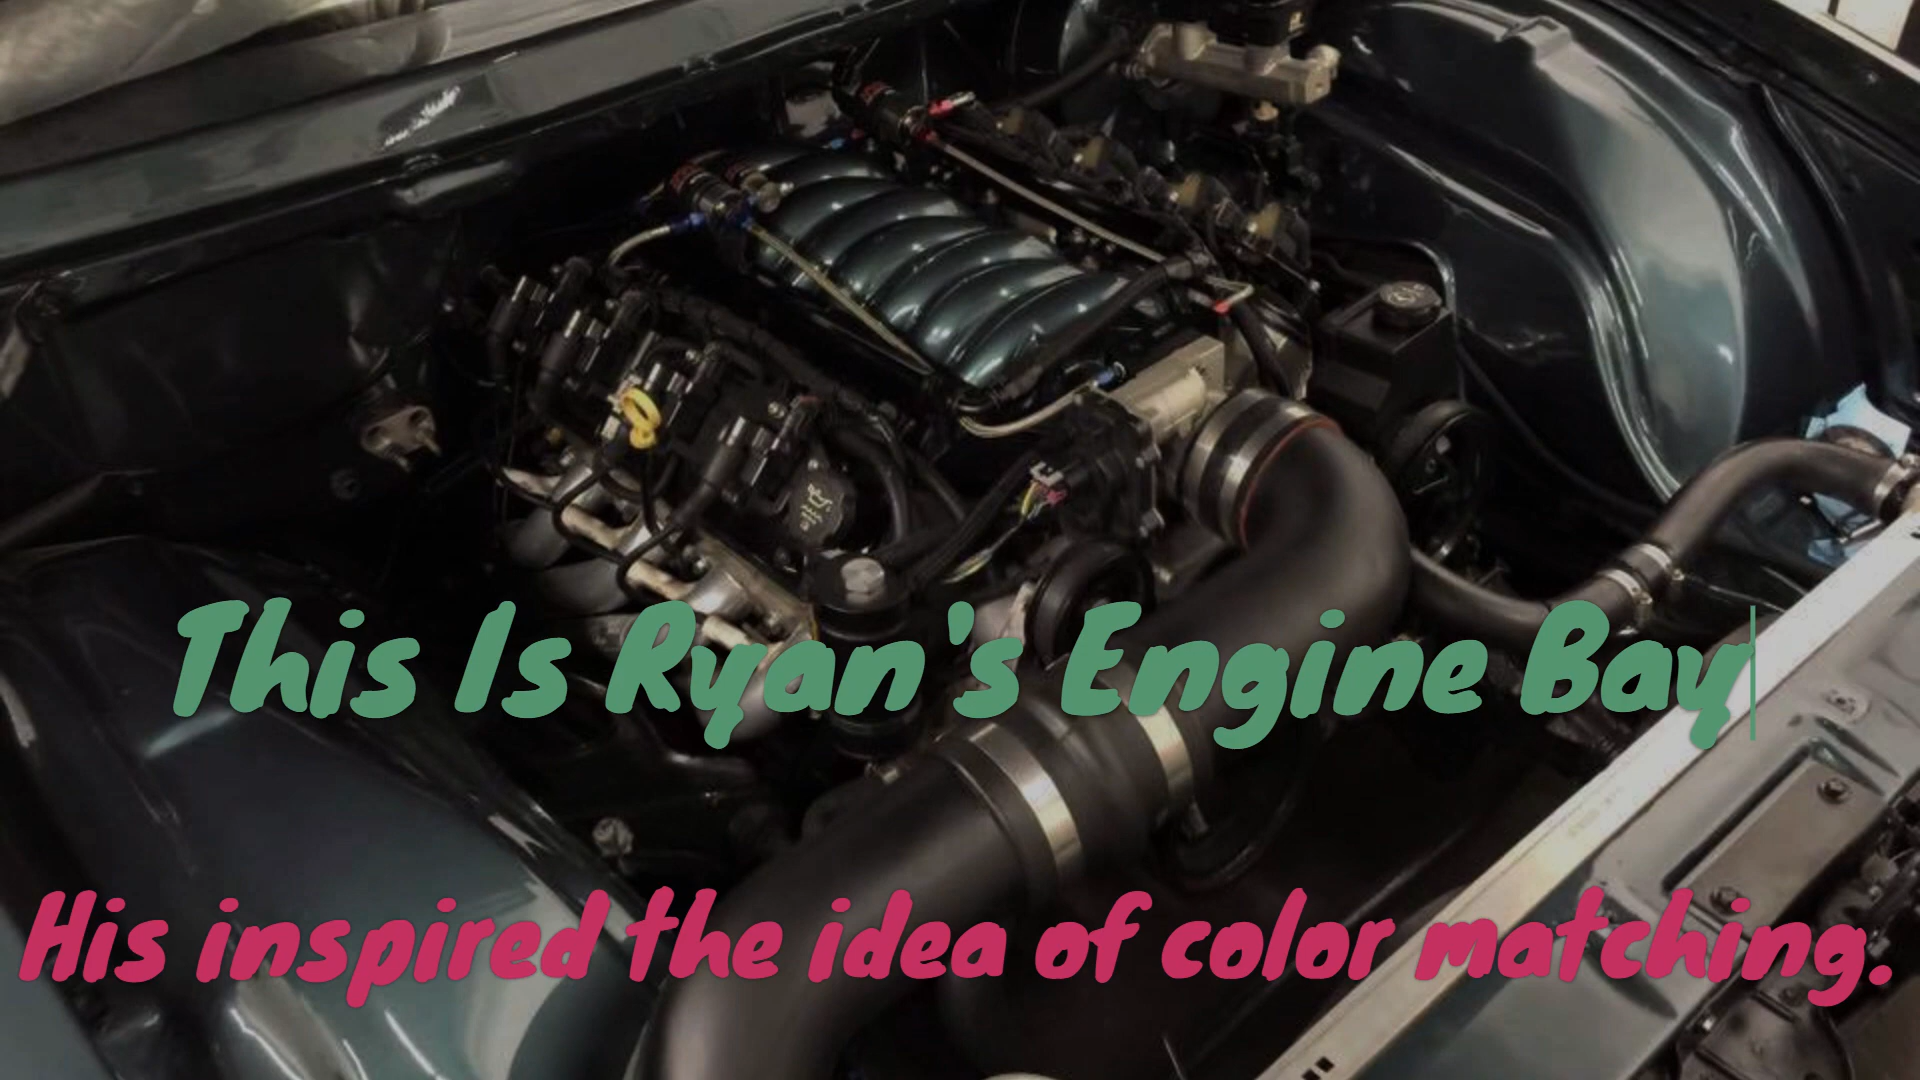 This Is Ryan's Engine Bay
His inspired the idea of color matching.